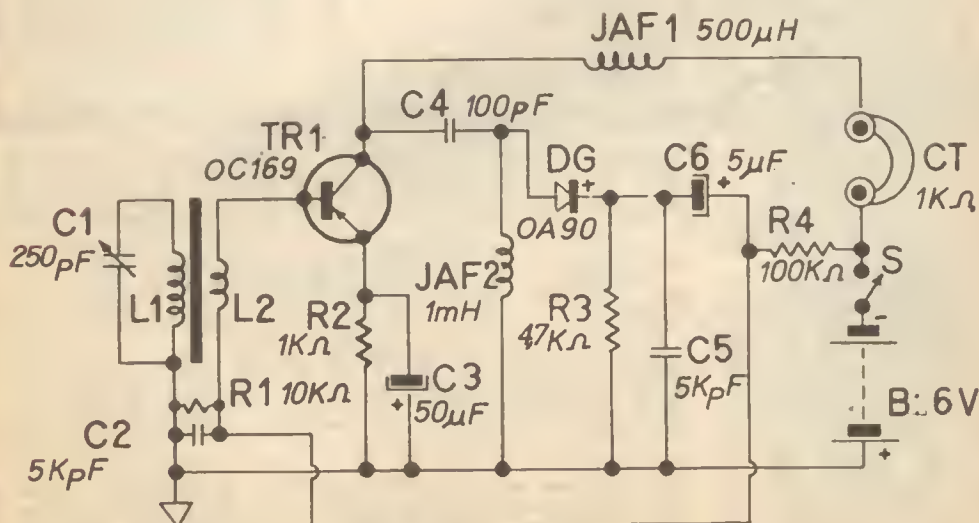 JAF1 500µH
C4 100pF
TR1
OC169
DG
+
OA90
C6 5µF
+
CT
1KΩ
C1
250pF
L1
L2
JAF2
1mH
R4
100KΩ
S
R2
1KΩ
R3
47KΩ
-
R1 10KΩ
C3
+ 50µF
C5
5KpF
B.: 6V
C2
5KpF
+